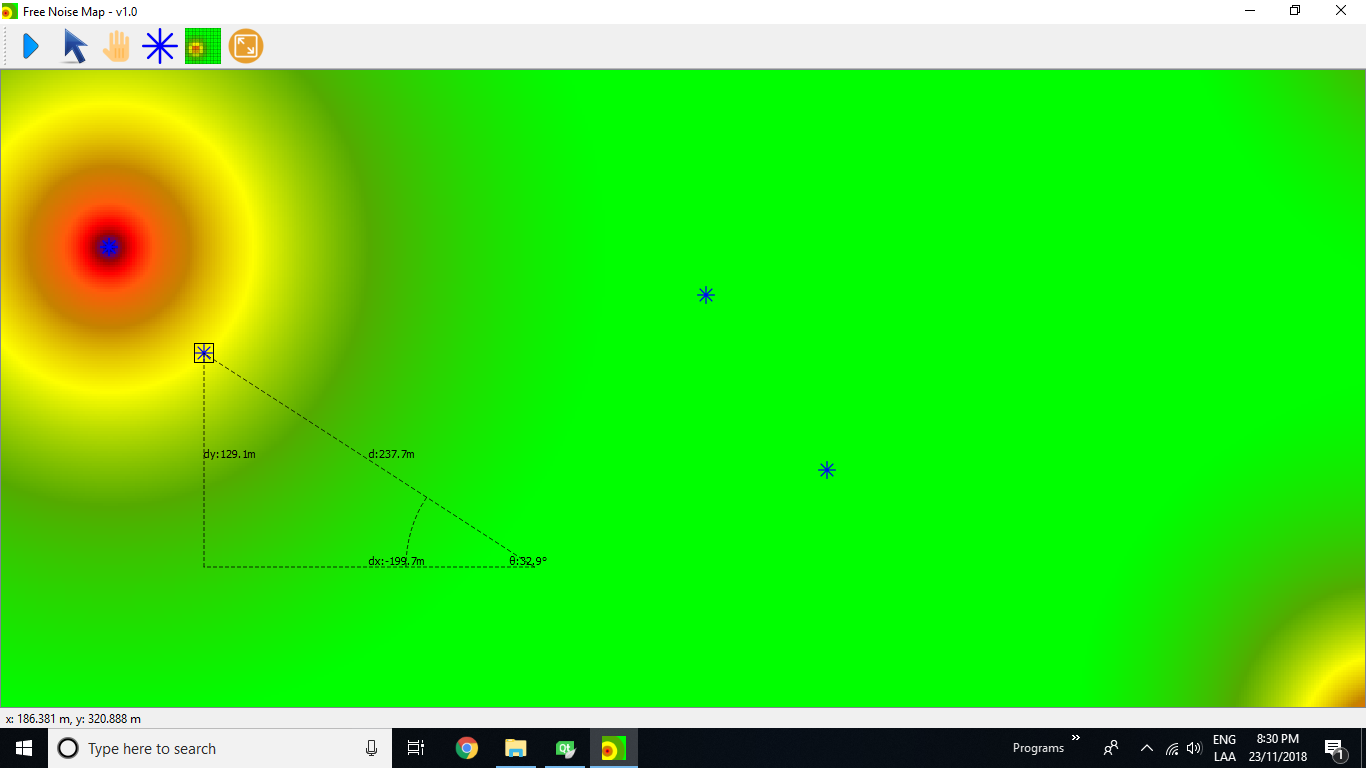 Free Noise Map - v1.0
dy:129.1m
d:237.7m
dx:-199.7m
θ:32.9°
x: 186.381 m, y: 320.888 m
Type here to search
Qt
Programs
»
ENG
LAA
8:30 PM
23/11/2018
1